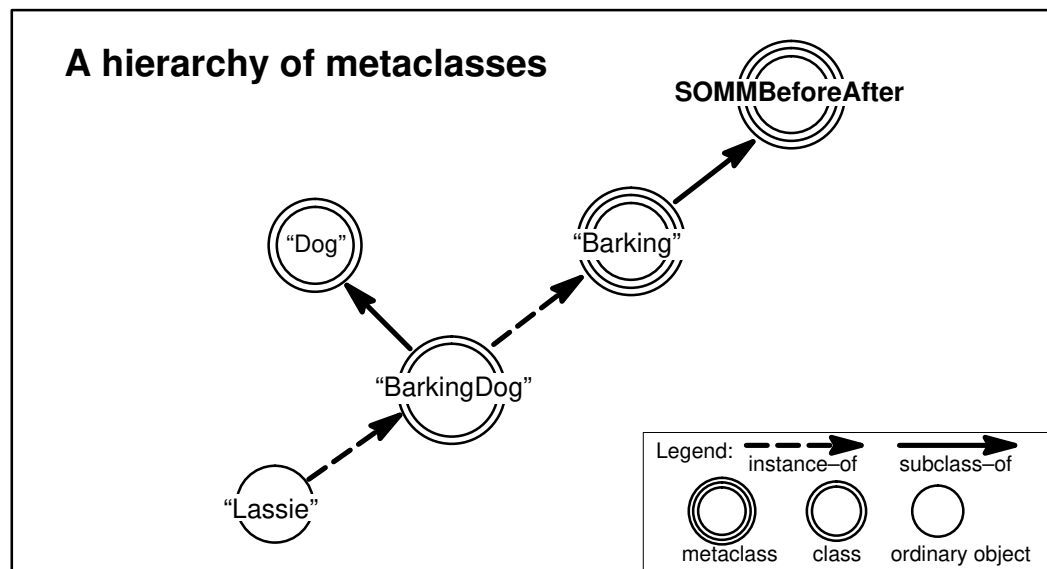 A hierarchy of metaclasses
SOMMBeforeAfter
“Dog”
“Barking”
“BarkingDog”
“Lassie”
Legend:
instance–of
subclass–of
metaclass
class
ordinary object